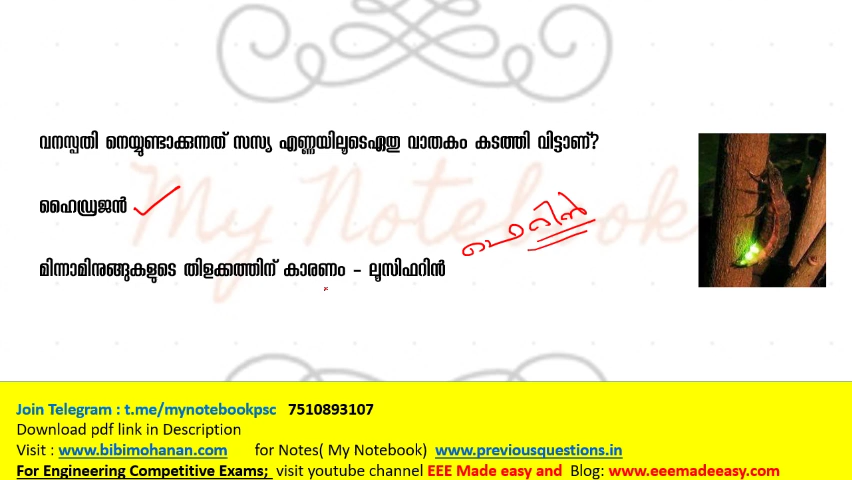 വനസ്പതി നെയ്യുണ്ടാക്കുന്നത് സസ്യ എണ്ണയിലൂടെഏതു വാതകം കടത്തി വിട്ടാണ്?
ഹൈഡ്രജൻ
My Notebook
മിന്നാമിനുങ്ങുകളുടെ തിളക്കത്തിന് കാരണം - ലൂസിഫറിൻ
Join Telegram : t.me/mynotebookpsc 7510893107
Download pdf link in Description
Visit : www.bibimohanan.com for Notes( My Notebook) www.previousquestions.in
For Engineering Competitive Exams; visit youtube channel EEE Made easy and Blog: www.eeemadeeasy.com